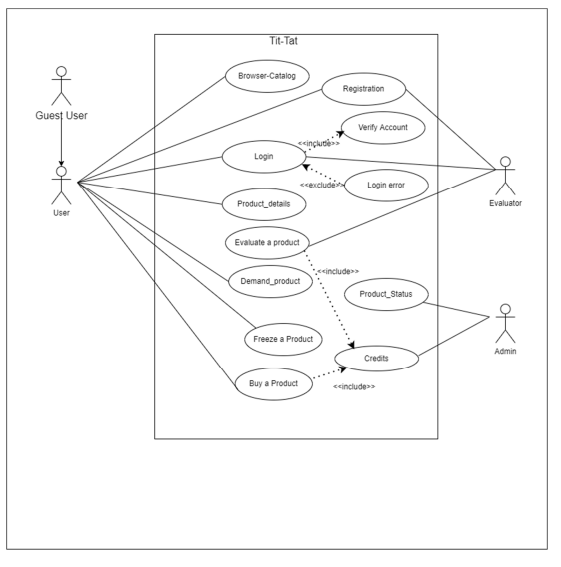 Tit-Tat
Browser-Catalog
Registration
Guest User
Verify Account
<<include>>
Login
Login error
<<exclude>>
User
Product_details
Evaluator
Evaluate a product
<<include>>
Demand_product
Product_Status
Freeze a Product
Admin
Credits
Buy a Product
<<include>>